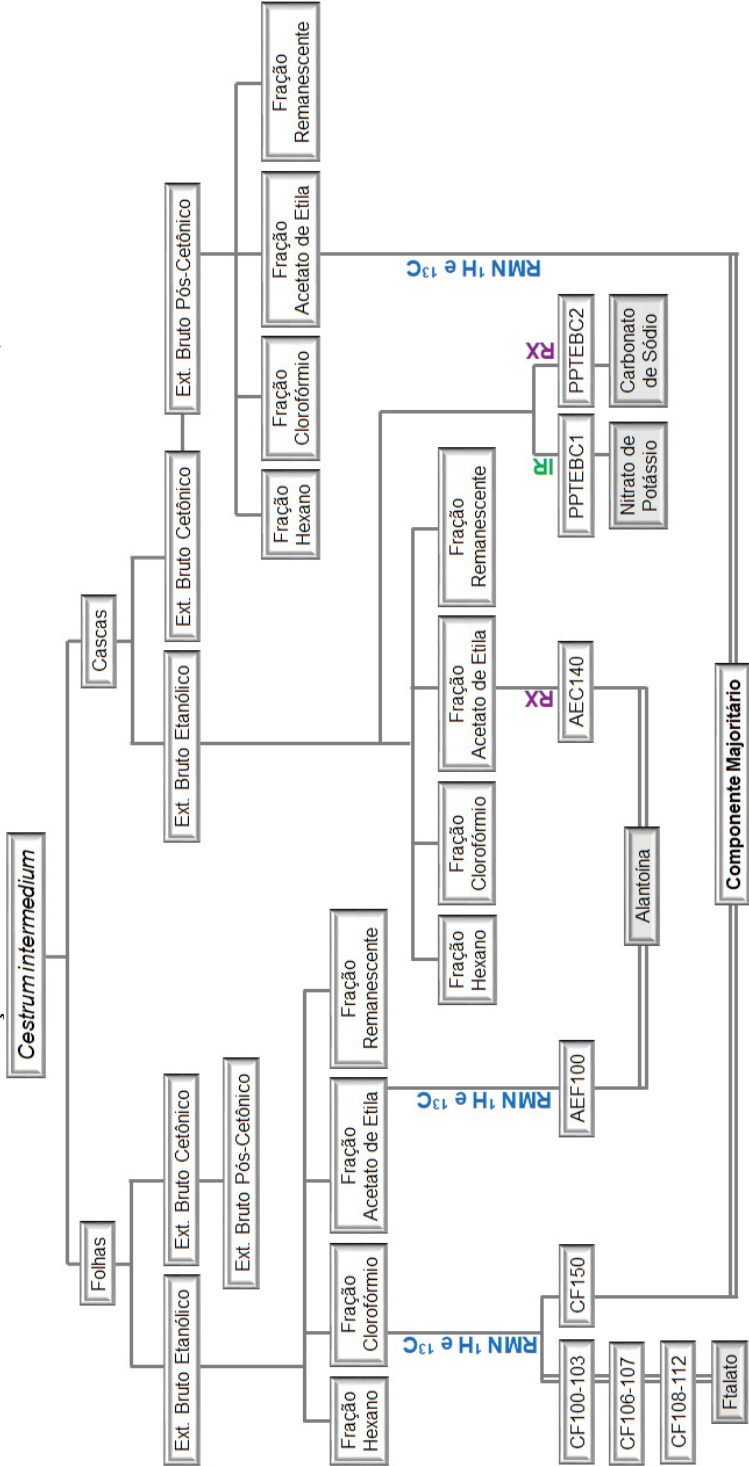 Cestrum intermedium
Folhas
Cascas
Ext. Bruto Etanólico
Ext. Bruto Cetônico
Ext. Bruto Pós-Cetônico
Ext. Bruto Etanólico
Ext. Bruto Cetônico
Ext. Bruto Pós-Cetônico
Fração
Hexano
Fração
Clorofórmio
Fração
Acetato de Etila
Fração
Remanescente
Fração
Hexano
Fração
Clorofórmio
Fração
Acetato de Etila
Fração
Remanescente
Fração
Hexano
Fração
Clorofórmio
Fração
Acetato de Etila
Fração
Remanescente
RMN ¹H e ¹³C
RMN ¹H e ¹³C
RX
IR
RX
RMN ¹H e ¹³C
CF100-103
CF150
AEF100
AEC140
PPTEBC1
PPTEBC2
CF106-107
Alantoina
Nitrato de
Potássio
Carbonato
de Sódio
CF108-112
Ftalato
Componente Majoritário